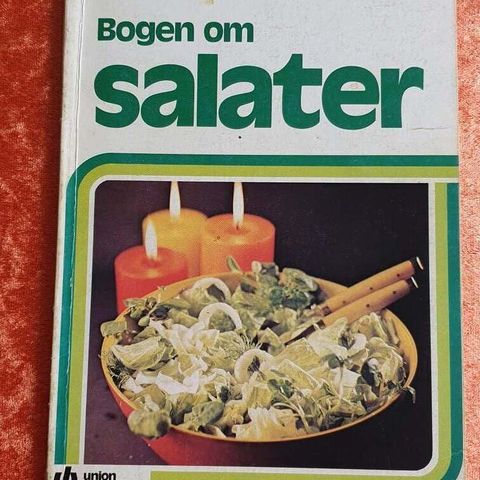 Bogen om
salater
union